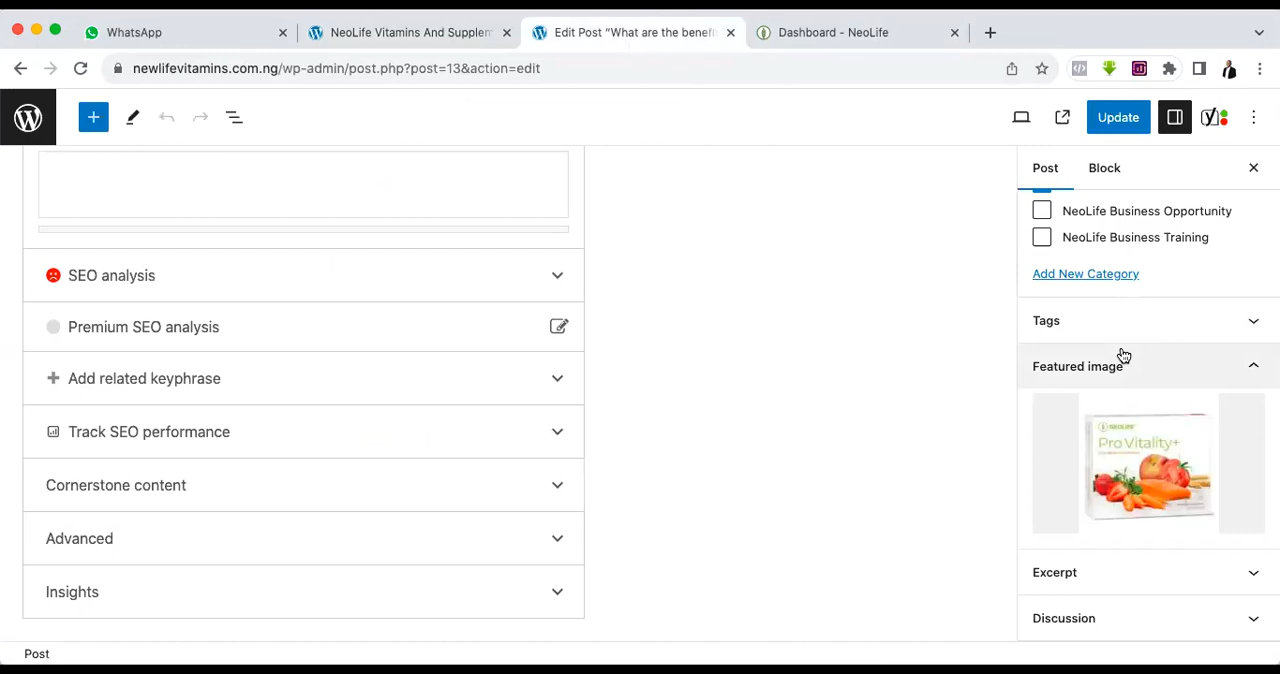 WhatsApp
NeoLife Vitamins And Supplem
Edit Post "What are the benefi
Dashboard - NeoLife
newlifevitamins.com.ng/wp-admin/post.php?post=13&action=edit
Update
Post
Block
NeoLife Business Opportunity
NeoLife Business Training
Add New Category
Tags
Featured image
NEOLIFE
Pro Vitality+
Excerpt
Discussion
SEO analysis
Premium SEO analysis
Add related keyphrase
Track SEO performance
Cornerstone content
Advanced
Insights
Post